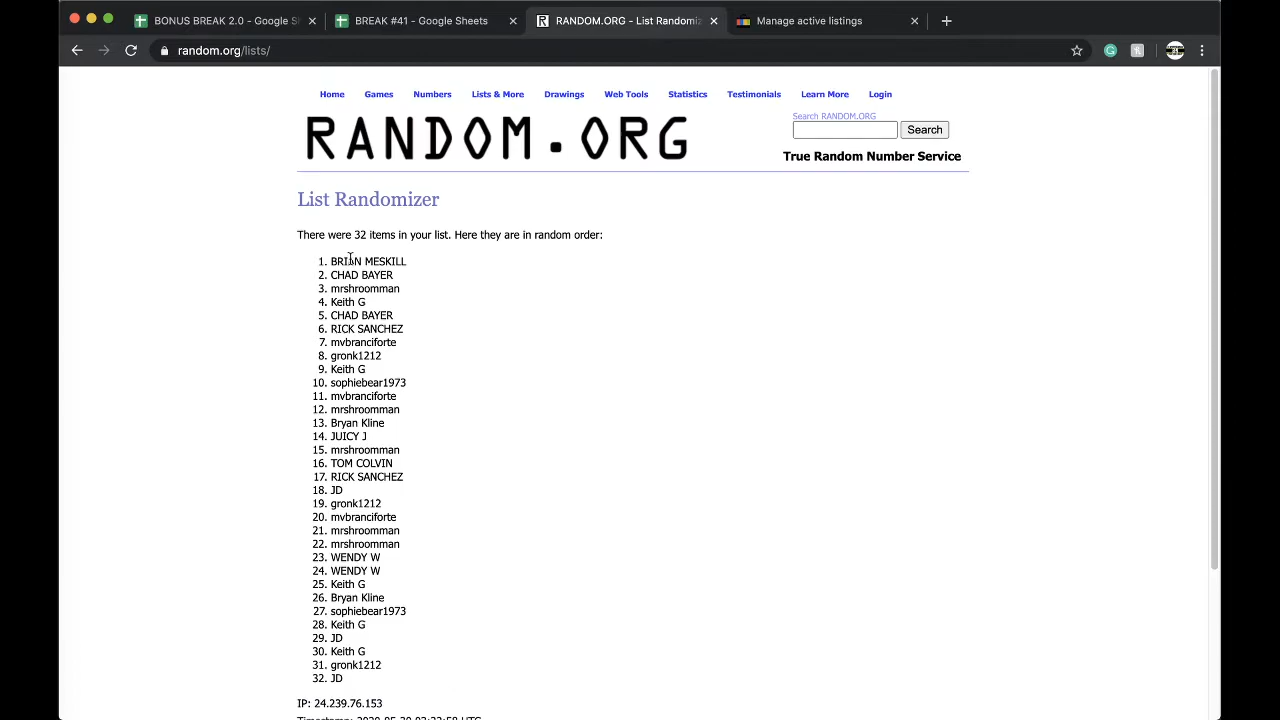 BONUS BREAK 2.0 - Google Sh
BREAK #41 - Google Sheets
RANDOM.ORG - List Randomiz
Manage active listings
random.org/lists/
Home Games Numbers Lists & More Drawings Web Tools Statistics Testimonials Learn More Login
Search RANDOM.ORG
RANDOM.ORG
Search
True Random Number Service
List Randomizer
There were 32 items in your list. Here they are in random order:
1. BRIAN MESKILL
2. CHAD BAYER
3. mrshroomman
4. Keith G
5. CHAD BAYER
6. RICK SANCHEZ
7. mvbranciforte
8. gronk1212
9. Keith G
10. sophiebear1973
11. mvbranciforte
12. mrshroomman
13. Bryan Kline
14. JUICY J
15. mrshroomman
16. TOM COLVIN
17. RICK SANCHEZ
18. JD
19. gronk1212
20. mvbranciforte
21. mrshroomman
22. mrshroomman
23. WENDY W
24. WENDY W
25. Keith G
26. Bryan Kline
27. sophiebear1973
28. Keith G
29. JD
30. Keith G
31. gronk1212
32. JD
IP: 24.239.76.153